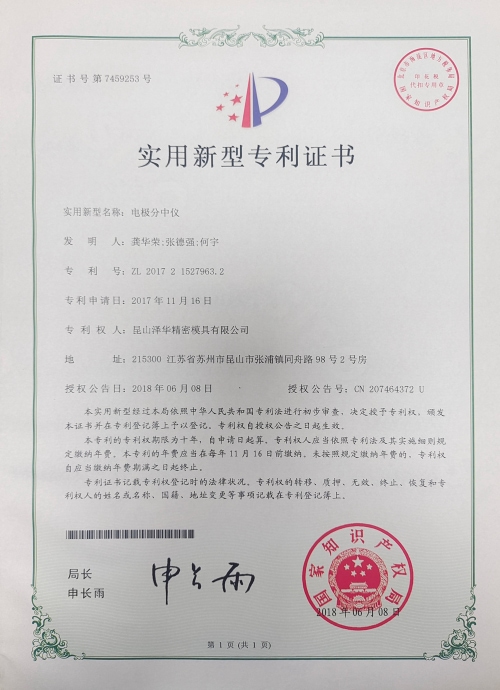 证书号第7459253号
实用新型专利证书
实用新型名称：电极分中仪
发明人：龚华荣;张德强;何宇
专利号：ZL 2017 2 1527963.2
专利申请日：2017年11月16日
专利权人：昆山泽华精密模具有限公司
地址：215300 江苏省苏州市昆山市张浦镇同舟路98号2号房
授权公告日：2018年06月08日 授权公告号：CN 207464372 U
本实用新型经过本局依照中华人民共和国专利法进行初步审查，决定授予专利权，颁发
本证书并在专利登记簿上予以登记。专利权自授权公告之日起生效。
本专利的专利权期限为十年，自申请日起算。专利权人应当依照专利法及其实施细则规
定缴纳年费。本专利的年费应当在每年11月16日前缴纳。未按照规定缴纳年费的，专利权
自应当缴纳年费期满之日起终止。
专利证书记载专利权登记时的法律状况。专利权的转移、质押、无效、终止、恢复和专利
权人的姓名或名称、国籍、地址变更等事项记载在专利登记簿上。
局长
申长雨
申长雨
国家知识产权局
2018年06月08日
第1页(共1页)